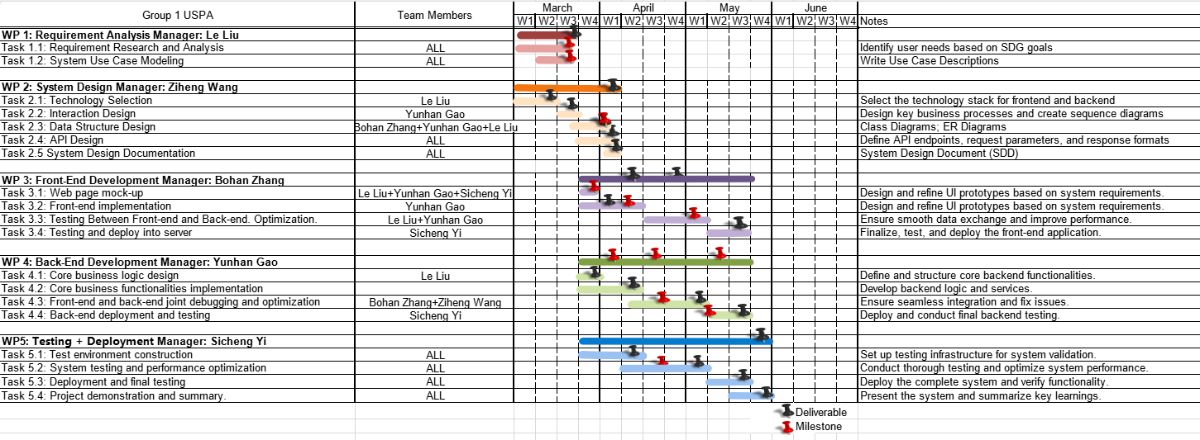 Group 1 USPA Team Members March April May June
W1 W2 W3 W4 W1 W2 W3 W4 W1 W2 W3 W4 W1 W2 W3 W4 Notes
WP 1: Requirement Analysis Manager: Le Liu
Task 1.1: Requirement Research and Analysis ALL Identify user needs based on SDG goals
Task 1.2: System Use Case Modeling ALL Write Use Case Descriptions
WP 2: System Design Manager: Ziheng Wang
Task 2.1: Technology Selection Le Liu Select the technology stack for frontend and backend
Task 2.2: Interaction Design Yunhan Gao Design key business processes and create sequence diagrams
Task 2.3: Data Structure Design Bohan Zhang+Yunhan Gao+Le Liu Class Diagrams; ER Diagrams
Task 2.4: API Design ALL Define API endpoints, request parameters, and response formats
Task 2.5 System Design Documentation ALL System Design Document (SDD)
WP 3: Front-End Development Manager: Bohan Zhang
Task 3.1: Web page mock-up Le Liu+Yunhan Gao+Sicheng Yi Design and refine UI prototypes based on system requirements.
Task 3.2: Front-end implementation Yunhan Gao Design and refine UI prototypes based on system requirements.
Task 3.3: Testing Between Front-end and Back-end. Optimization. Le Liu+Yunhan Gao Ensure smooth data exchange and improve performance.
Task 3.4: Testing and deploy into server Sicheng Yi Finalize, test, and deploy the front-end application.
WP 4: Back-End Development Manager: Yunhan Gao
Task 4.1: Core business logic design Le Liu Define and structure core backend functionalities.
Task 4.2: Core business functionalities implementation Develop backend logic and services.
Task 4.3: Front-end and back-end joint debugging and optimization Bohan Zhang+Ziheng Wang Ensure seamless integration and fix issues.
Task 4.4: Back-end deployment and testing Sicheng Yi Deploy and conduct final backend testing.
WP5: Testing + Deployment Manager: Sicheng Yi
Task 5.1: Test environment construction ALL Set up testing infrastructure for system validation.
Task 5.2: System testing and performance optimization ALL Conduct thorough testing and optimize system performance.
Task 5.3: Deployment and final testing ALL Deploy the complete system and verify functionality.
Task 5.4: Project demonstration and summary. ALL Present the system and summarize key learnings.
Deliverable
Milestone